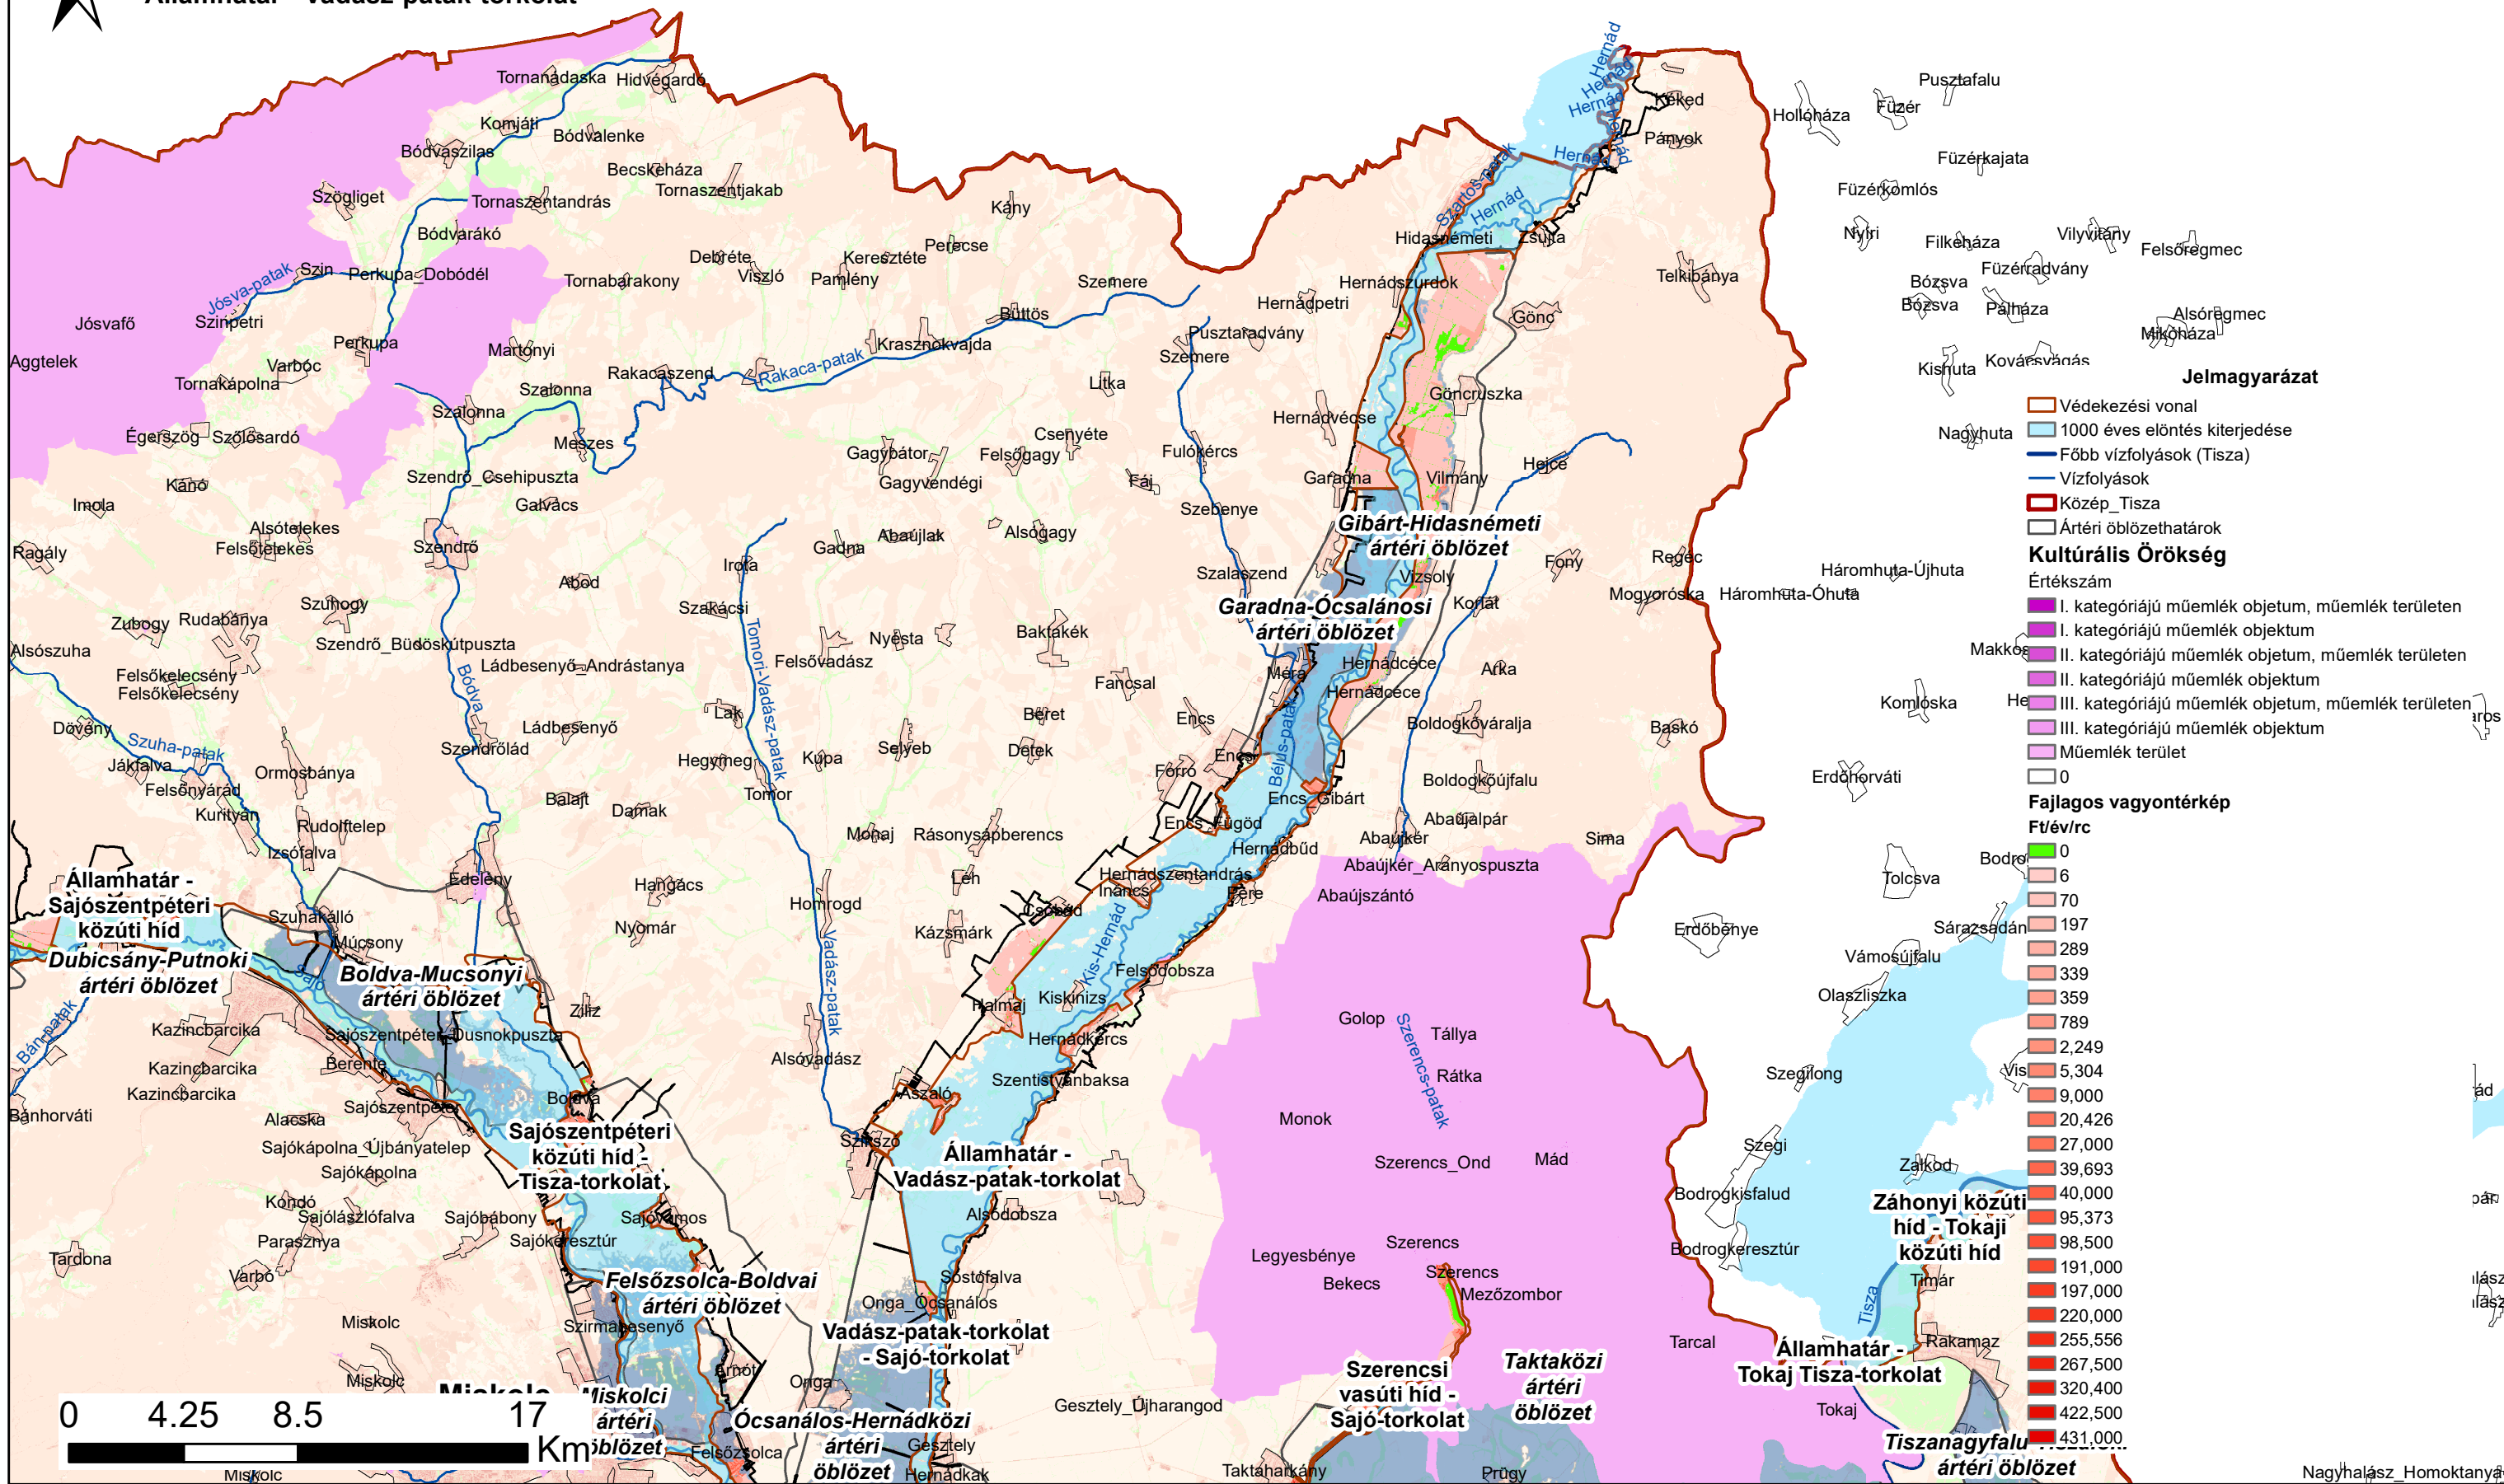 Államhatár - Vadász-patak-torkolat
Tornanádaska
Hidvégardó
Komjáti
Bódvalenke
Bódvaszilas
Becskeháza
Tornaszentjakab
Szögliget
Tornaszentandrás
Bódvarákó
Kány
Perecse
Debréte
Viszló
Keresztéte
Pamlény
Szemere
Jósva-patak
Szin
Perkupa_Dobódél
Tornabarakony
Szinpetri
Jósvafő
Perkupa
Martonyi
Büttös
Krasznokvajda
Rakaca-patak
Rakacaszend
Aggtelek
Varbóc
Tornakápolna
Szalonna
Szalonna
Égerszög
Szőlősardó
Meszes
Szendrő_Csehipuszta
Galvács
Kánó
Imola
Alsótelekes
Felsőtelekes
Ragály
Szendrő
Abod
Szuhogy
Zubogy
Rudabánya
Szendrő_Büdöskútpuszta
Alsószuha
Felsőkelecsény
Felsőkelecsény
Ládbesenyő_Andrástanya
Bódva
Dövény
Szuha-patak
Jákfalva
Felsőnyárád
Ormosbánya
Kurityán
Rudolftelep
Izsófalva
Szendrőlád
Ládbesenyő
Balajt
Damak
Edelény
Hangács
Nyomár
Ziliz
Irota
Szakácsi
Gadna
Abaújlak
Alsógagy
Gagybátor
Gagyvendégi
Felsőgagy
Csenyéte
Litka
Fáj
Fulókércs
Szebenye
Szalaszend
Pusztaradvány
Szemere
Hernádpetri
Hernádvécse
Tomori-Vadász-patak
Felsővadász
Nyésta
Baktakék
Fancsal
Lak
Hegymeg
Kupa
Selyeb
Beret
Detek
Encs
Tomor
Monaj
Rásonysápberencs
Léh
Homrogd
Kázsmárk
Vadász-patak
Alsóvadász
Forró
Encs
Hernád
Hernád
Hernád
Hernád
Hernád
Hernád
Szartos-patak
Kéked
Pányok
Hidasnémeti
Zsujta
Hernádszurdok
Telkibánya
Gönc
Göncruszka
Garadna
Vilmány
Hejce
Gibárt-Hidasnémeti
ártéri öblözet
Vizsoly
Fony
Regéc
Garadna-Ócsalánosi
ártéri öblözet
Korlát
Mogyoróska
Háromhuta-Óhuta
Háromhuta-Újhuta
Méra
Hernádcéce
Hernádcéce
Arka
Boldogkőváralja
Baskó
Bélus-patak
Boldogkőújfalu
Encs_Gibárt
Encs_Fügöd
Abaújalpár
Abaújkér
Hernádbűd
Sima
Abaújkér_Aranyospuszta
Abaújszántó
Hernádszentandrás
Ináncs
Pere
Csobád
Kis-Hernád
Felsődobsza
Halmaj
Kiskinizs
Hernádkércs
Szentistvánbaksa
Aszaló
Szikszó
Államhatár -
Vadász-patak-torkolat
Alsódobsza
Sóstófalva
Onga_Ócsanálos
Vadász-patak-torkolat
- Sajó-torkolat
Onga
Ócsanálos-Hernádközi
ártéri
öblözet
Gesztely
Hernádkak
Gesztely_Újharangod
Államhatár -
Sajószentpéteri
közúti híd
Dubicsány-Putnoki
ártéri öblözet
Szuhakálló
Múcsony
Boldva-Mucsonyi
ártéri öblözet
Sajó
Bán-patak
Kazincbarcika
Kazincbarcika
Kazincbarcika
Sajószentpéter_Dusnokpuszta
Berente
Bánhorváti
Alacska
Sajószentpéter
Boldva
Sajókápolna_Újbányatelep
Sajókápolna
Sajószentpéteri
közúti híd -
Tisza-torkolat
Kondó
Sajólászlófalva
Parasznya
Sajóbábony
Sajóvámos
Sajókeresztúr
Tardona
Varbó
Felsőzsolca-Boldvai
ártéri öblözet
Szirmabesenyő
Miskolc
Miskolc
Miskolc
Miskolci
ártéri
öblözet
Arnót
Felsőzsolca
Miskolc
0 4.25 8.5 17
Km
Golop
Tállya
Szerencs-patak
Rátka
Monok
Szerencs_Ond
Mád
Legyesbénye
Szerencs
Bekecs
Szerencs
Mezőzombor
Szerencsi
vasúti híd -
Sajó-torkolat
Taktaközi
ártéri
öblözet
Taktaharkány
Prügy
Tarcal
Tokaj
Államhatár -
Tokaj Tisza-torkolat
Hollóháza
Füzér
Pusztafalu
Füzérkajata
Füzérkomlós
Nyíri
Filkeháza
Vilyvitány
Felsőregmec
Bózsva
Füzérradvány
Bózsva
Pálháza
Alsóregmec
Mikóháza
Kishuta
Kovácsvágás
Nagyhuta
Komlóska
Erdőhorváti
Tolcsva
Erdőbénye
Sárazsadány
Vámosújfalu
Olaszliszka
Szegilong
Szegi
Zalkod
Bodrogkisfalud
Bodrogkeresztúr
Záhonyi közúti
híd - Tokaji
közúti híd
Tisza
Timár
Rakamaz
ártéri öblözet
Nagyhalász_Homoktanya
Jelmagyarázat
Védekezési vonal
1000 éves elöntés kiterjedése
Főbb vízfolyások (Tisza)
Vízfolyások
Közép_Tisza
Ártéri öblözethatárok
Kultúrális Örökség
Értékszám
I. kategóriájú műemlék objetum, műemlék területen
I. kategóriájú műemlék objektum
II. kategóriájú műemlék objetum, műemlék területen
II. kategóriájú műemlék objektum
III. kategóriájú műemlék objetum, műemlék területen
III. kategóriájú műemlék objektum
Műemlék terület
0
Fajlagos vagyontérkép
Ft/év/rc
0
6
70
197
289
339
359
789
2,249
5,304
9,000
20,426
27,000
39,693
40,000
95,373
98,500
191,000
197,000
220,000
255,556
267,500
320,400
422,500
431,000